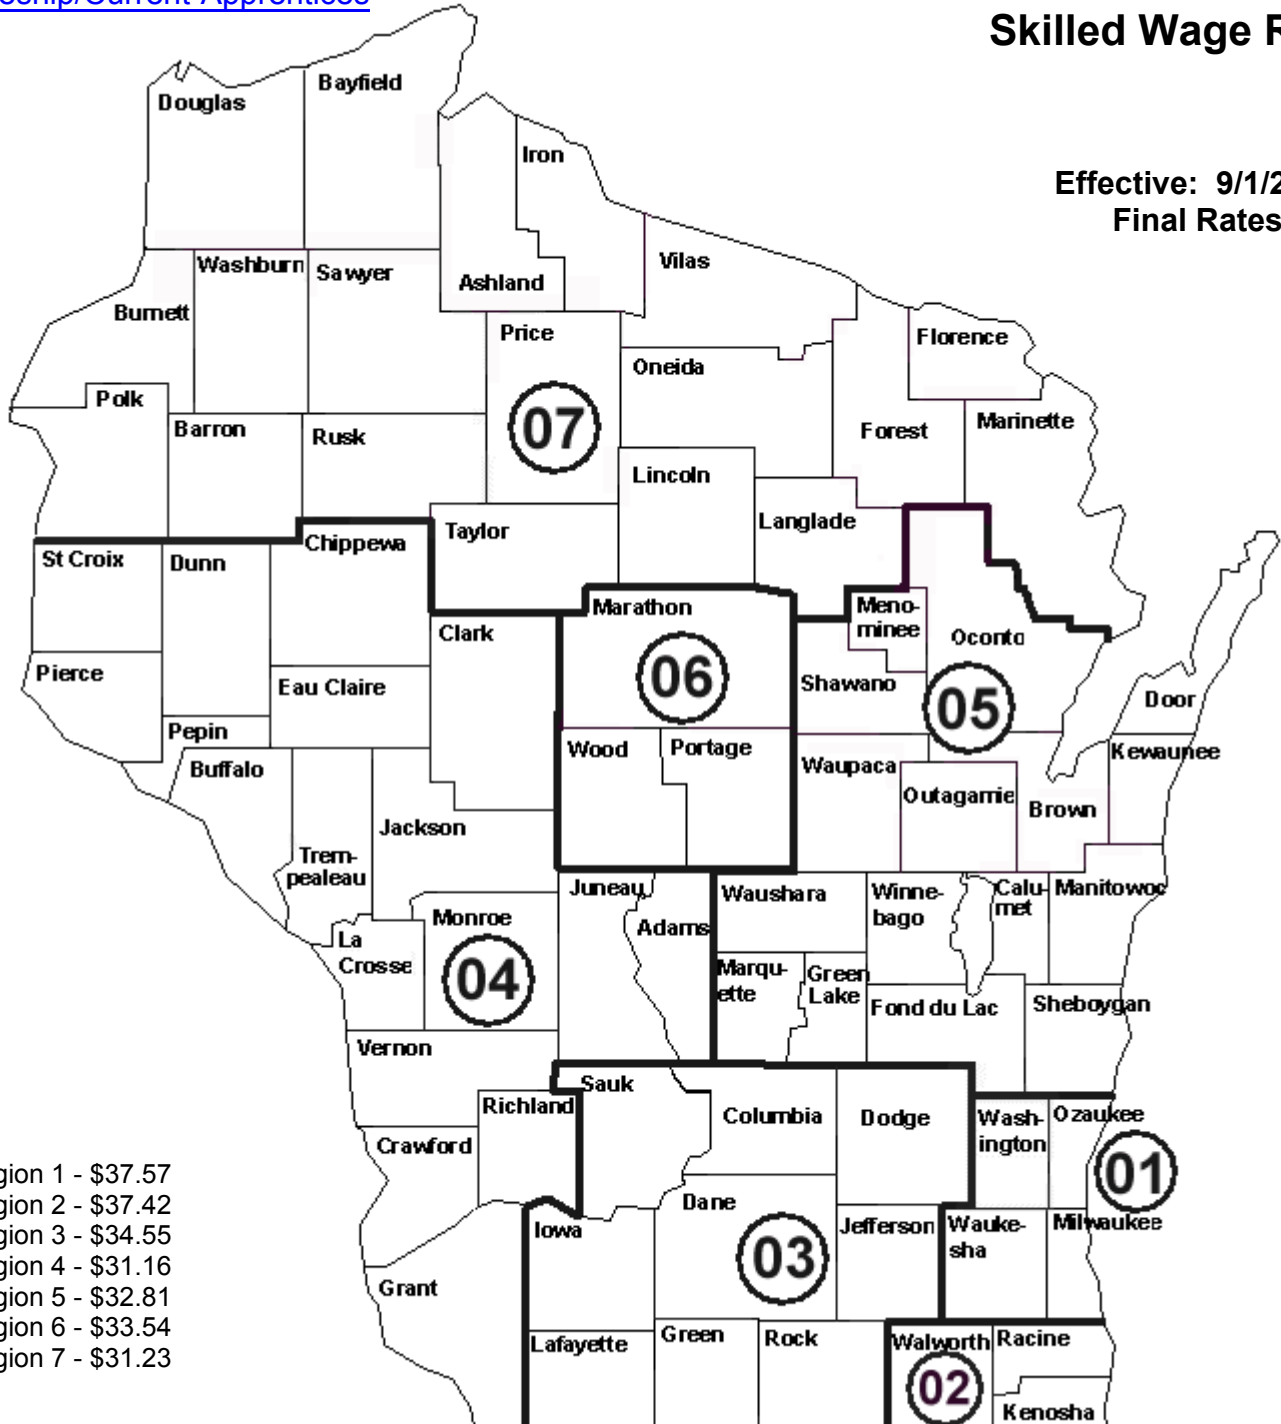 eship/Current-Apprentices
Skilled Wage R
Effective: 9/1/2
Final Rates
Douglas
Bayfield
Iron
Vilas
Washburn
Sawyer
Ashland
Burnett
Price
Florence
Oneida
Polk
07
Barron
Rusk
Forest
Marinette
Lincoln
Langlade
Taylor
Chippewa
St Croix
Dunn
Marathon
Meno-
minee
Oconto
Clark
06
Pierce
Eau Claire
Shawano
05
Door
Pepin
Wood
Portage
Kewaunee
Buffalo
Waupaca
Outagamie
Brown
Jackson
Trem-
pealeau
Juneau
Waushara
Winne-
bago
Calu-
met
Manitowoc
Monroe
Adams
La
Crosse
04
Marqu-
ette
Green
Lake
Fond du Lac
Sheboygan
Vernon
Sauk
Richland
Columbia
Dodge
Wash-
ington
Ozaukee
Crawford
01
Dane
Iowa
Jefferson
Wauke-
sha
Milwaukee
03
Grant
Lafayette
Green
Rock
Walworth
Racine
02
Kenosha
gion 1 - $37.57
gion 2 - $37.42
gion 3 - $34.55
gion 4 - $31.16
gion 5 - $32.81
gion 6 - $33.54
gion 7 - $31.23